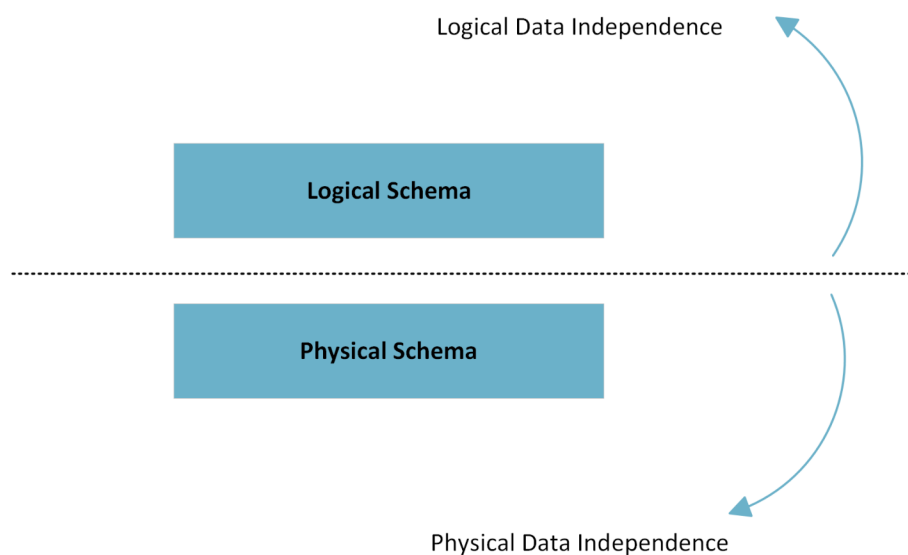 Logical Data Independence
Logical Schema
Physical Schema
Physical Data Independence